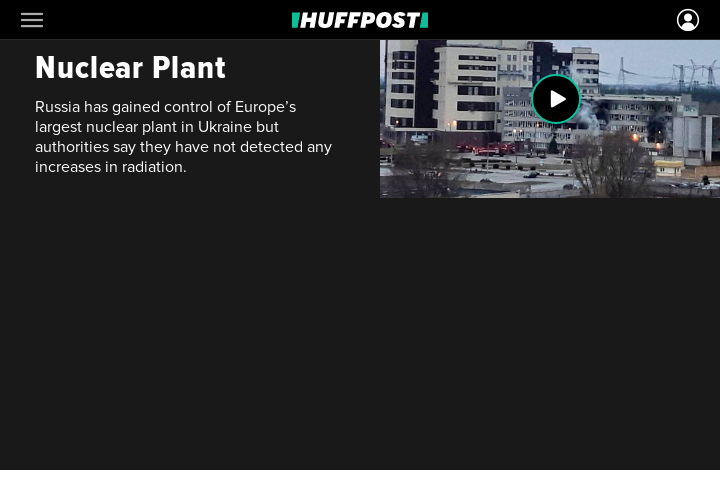 HUFFPOST
Nuclear Plant
Russia has gained control of Europe’s
largest nuclear plant in Ukraine but
authorities say they have not detected any
increases in radiation.